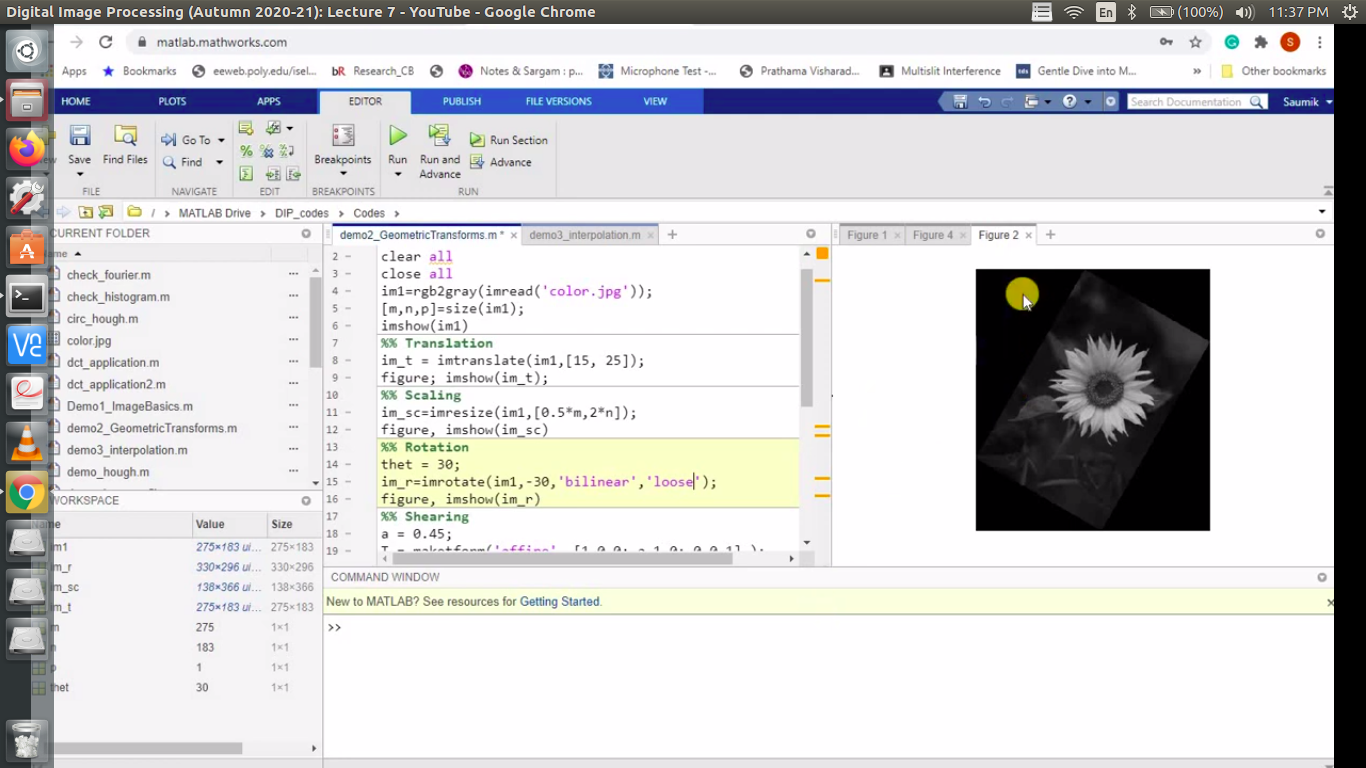 Digital Image Processing (Autumn 2020-21): Lecture 7 - YouTube - Google Chrome
En (100%) 11:37 PM
matlab.mathworks.com
S
Apps Bookmarks eeweb.poly.edu/isel... bR Research_CB Notes & Sargam : p... Microphone Test -... Prathama Visharad... Multislit Interference Gentle Dive into M... » Other bookmarks
HOME PLOTS APPS EDITOR PUBLISH FILE VERSIONS VIEW Search Documentation Saumik
Save Find Files Go To Find Breakpoints Run Run and Advance Run Section Advance
FILE NAVIGATE EDIT BREAKPOINTS RUN
/ > MATLAB Drive > DIP_codes > Codes >
CURRENT FOLDER
check_fourier.m
check_histogram.m
circ_hough.m
color.jpg
dct_application.m
dct_application2.m
Demo1_ImageBasics.m
demo2_GeometricTransforms.m
demo3_interpolation.m
demo_hough.m
WORKSPACE
Value Size
im1 275×183 ui... 275×183
im_r 330×296 ui... 330×296
im_sc 138×366 ui... 138×366
im_t 275×183 ui... 275×183
m 275 1×1
n 183 1×1
p 1 1×1
thet 30 1×1
demo2_GeometricTransforms.m * × demo3_interpolation.m × +
2 - clear all
3 - close all
4 - im1=rgb2gray(imread('color.jpg'));
5 - [m,n,p]=size(im1);
6 - imshow(im1)
7 %% Translation
8 - im_t = imtranslate(im1,[15, 25]);
9 - figure; imshow(im_t);
10 %% Scaling
11 - im_sc=imresize(im1,[0.5*m,2*n]);
12 - figure, imshow(im_sc)
13 %% Rotation
14 - thet = 30;
15 - im_r=imrotate(im1,-30,'bilinear','loose');
16 - figure, imshow(im_r)
17 %% Shearing
18 - a = 0.45;
19 - T = maketform('affine', [1 0 0; a 1 0; 0 0 1] );
Figure 1 × Figure 4 × Figure 2 × +
COMMAND WINDOW
New to MATLAB? See resources for Getting Started. ×
>>